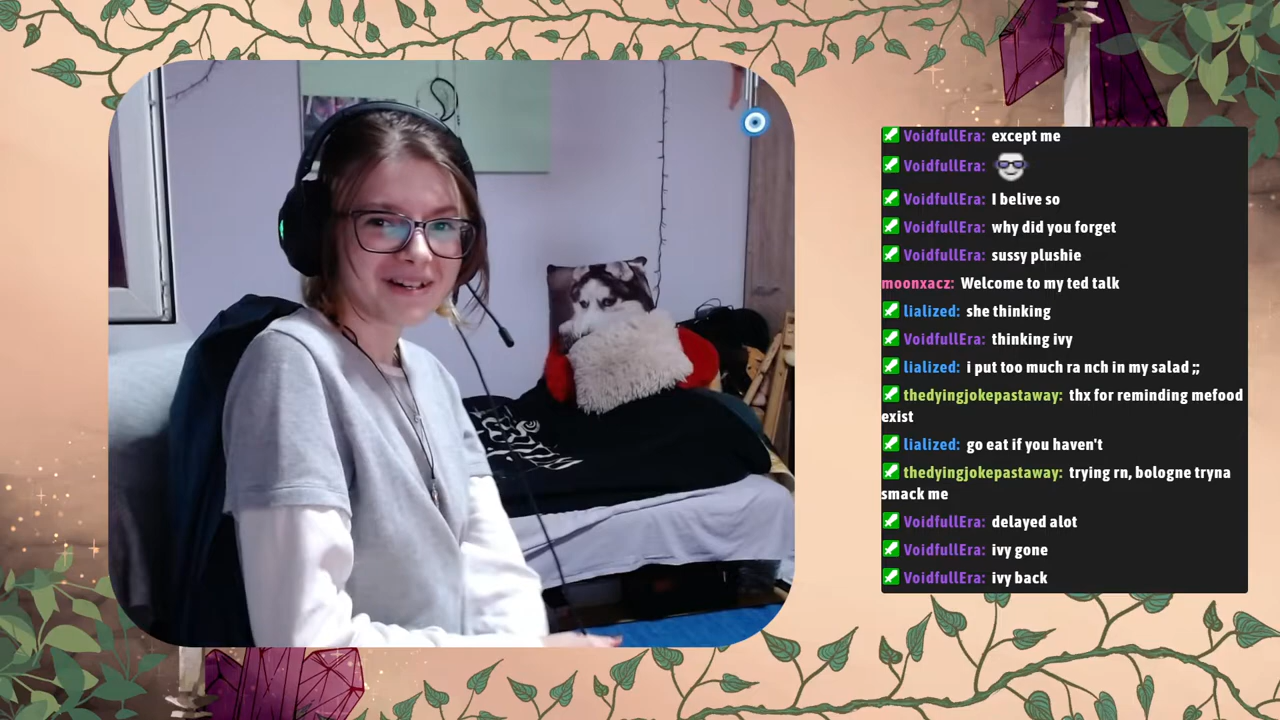 VoidfullEra: except me
VoidfullEra:
VoidfullEra: I belive so
VoidfullEra: why did you forget
VoidfullEra: sussy plushie
moonxacz: Welcome to my ted talk
lialized: she thinking
VoidfullEra: thinking ivy
lialized: i put too much ra nch in my salad ;;
thedyingjokepastaway: thx for reminding mefood
exist
lialized: go eat if you haven't
thedyingjokepastaway: trying rn, bologne tryna
smack me
VoidfullEra: delayed alot
VoidfullEra: ivy gone
VoidfullEra: ivy back